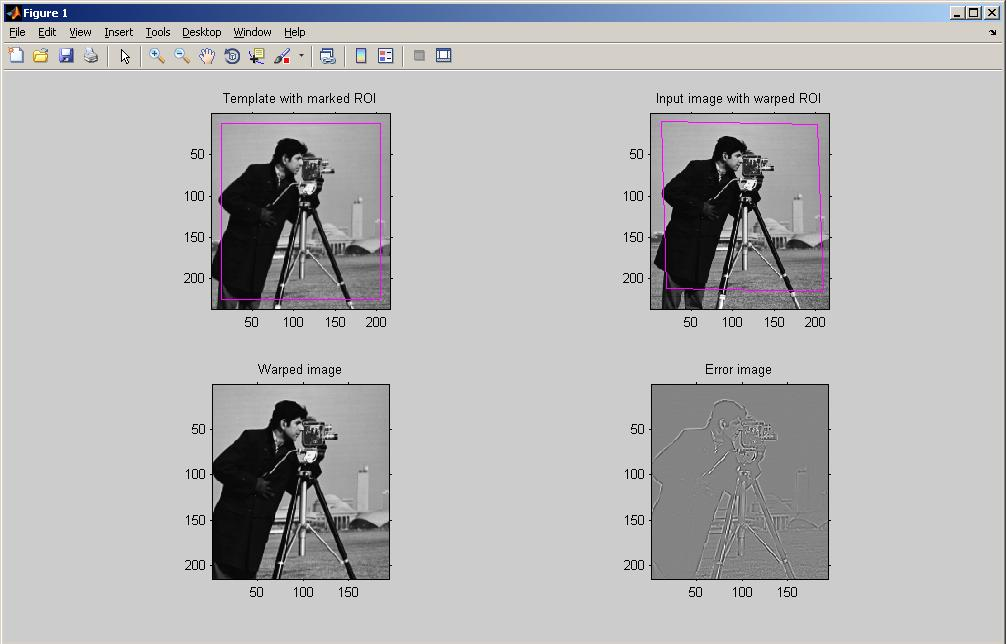 Figure 1
File Edit View Insert Tools Desktop Window Help
Template with marked ROI
50
100
150
200
50 100 150 200
Input image with warped ROI
50
100
150
200
50 100 150 200
Warped image
50
100
150
200
50 100 150
Error image
50
100
150
200
50 100 150